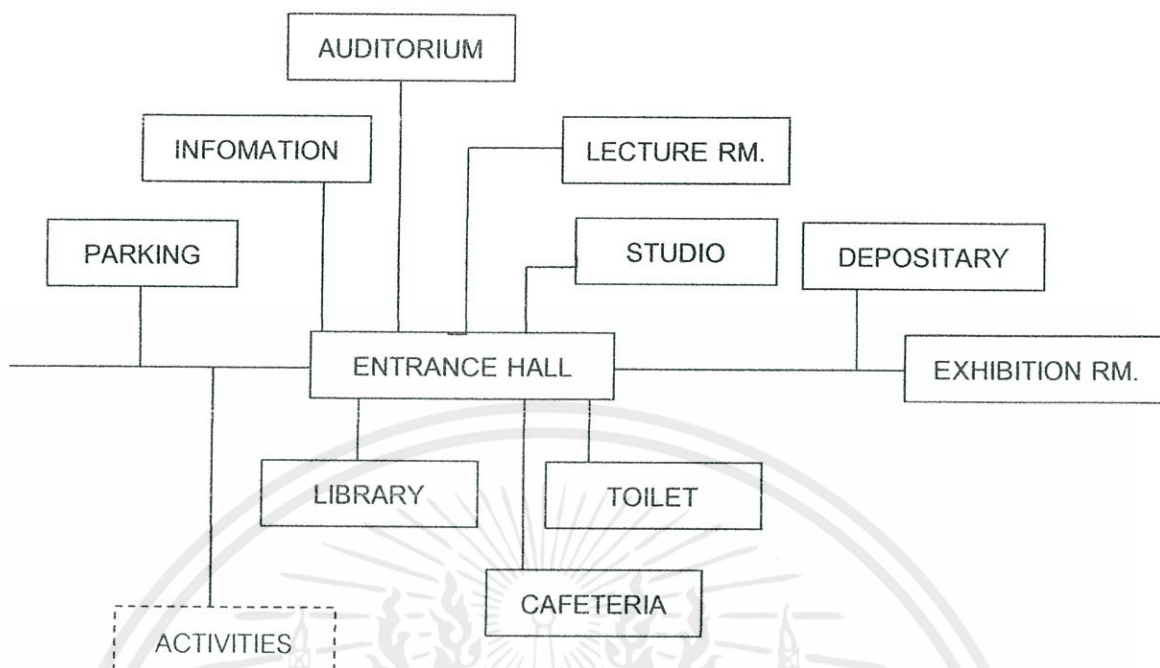 AUDITORIUM
INFOMATION
LECTURE RM.
PARKING
STUDIO
DEPOSITARY
ENTRANCE HALL
EXHIBITION RM.
LIBRARY
TOILET
CAFETERIA
ACTIVITIES